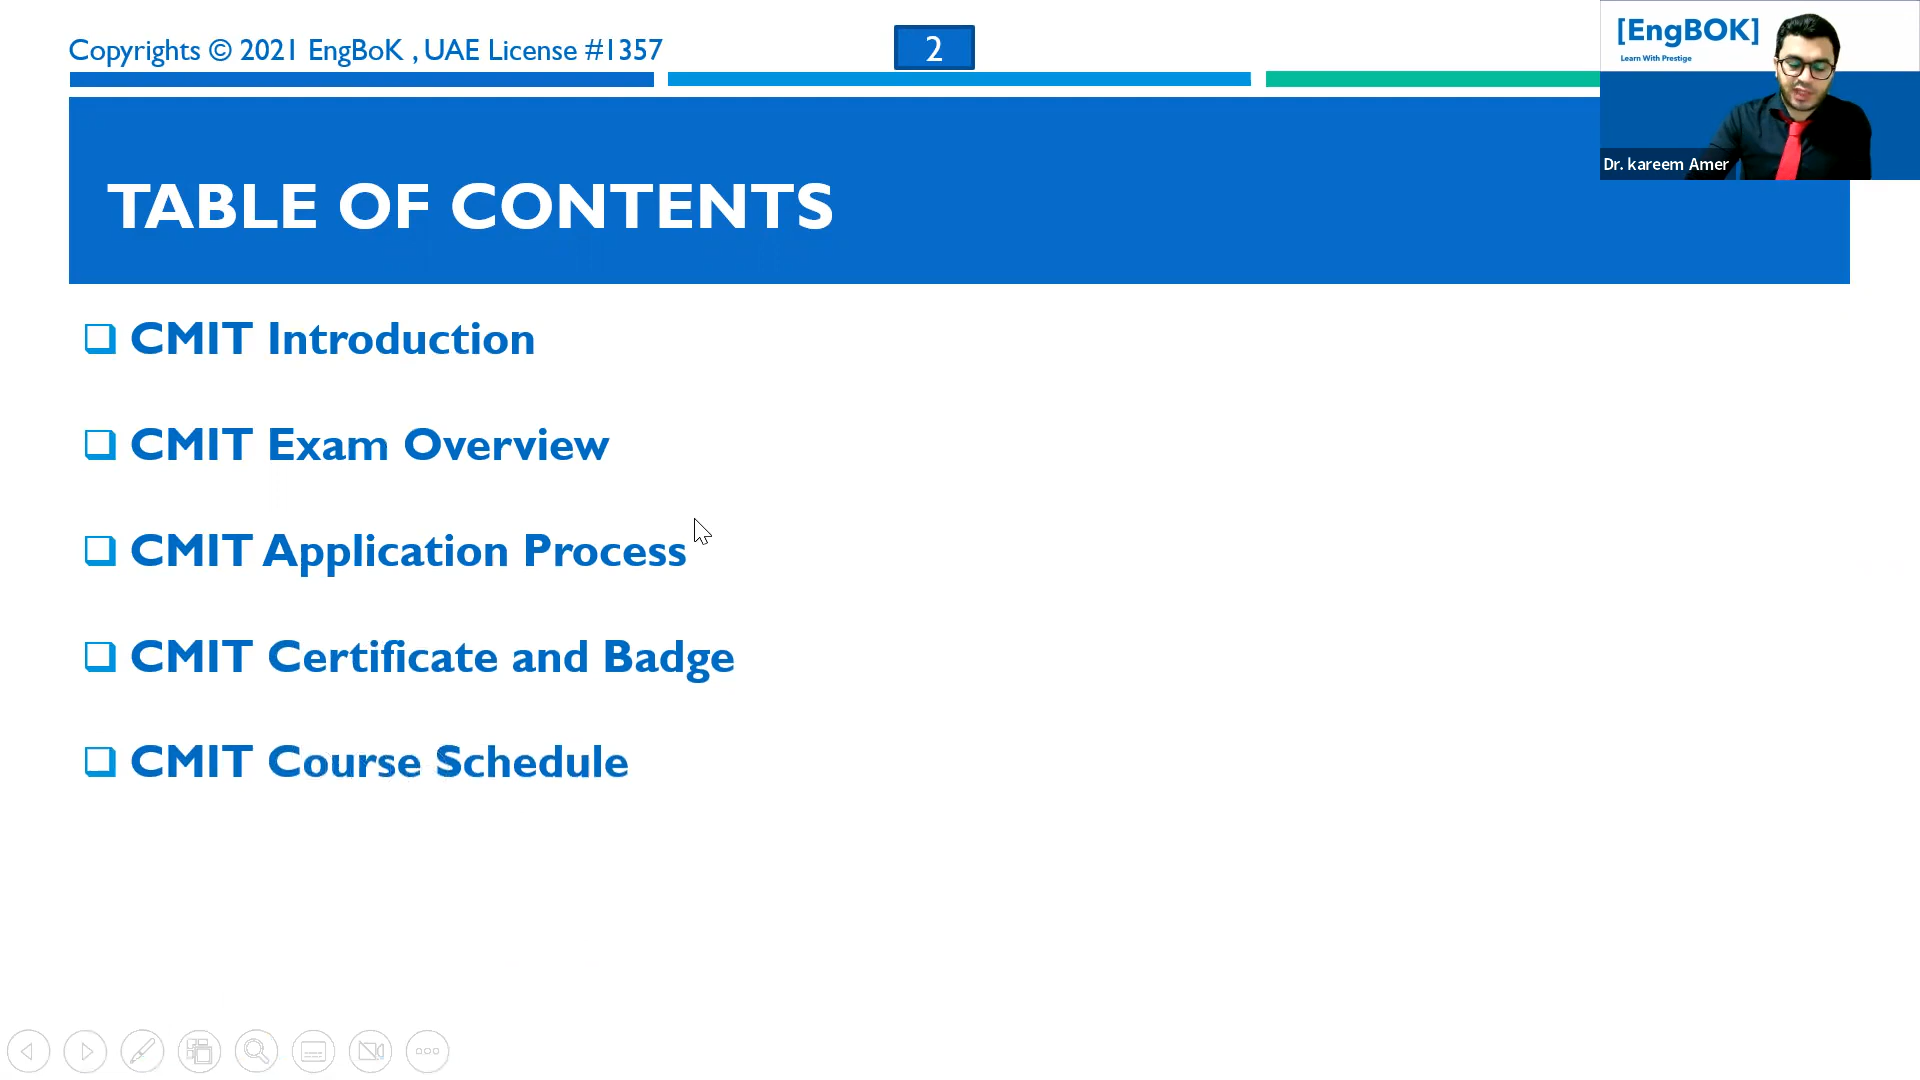 Copyrights © 2021 EngBoK , UAE License #1357
2
[EngBOK]
Learn With Prestige
Dr. kareem Amer
TABLE OF CONTENTS
❑ CMIT Introduction
❑ CMIT Exam Overview
❑ CMIT Application Process
❑ CMIT Certificate and Badge
❑ CMIT Course Schedule